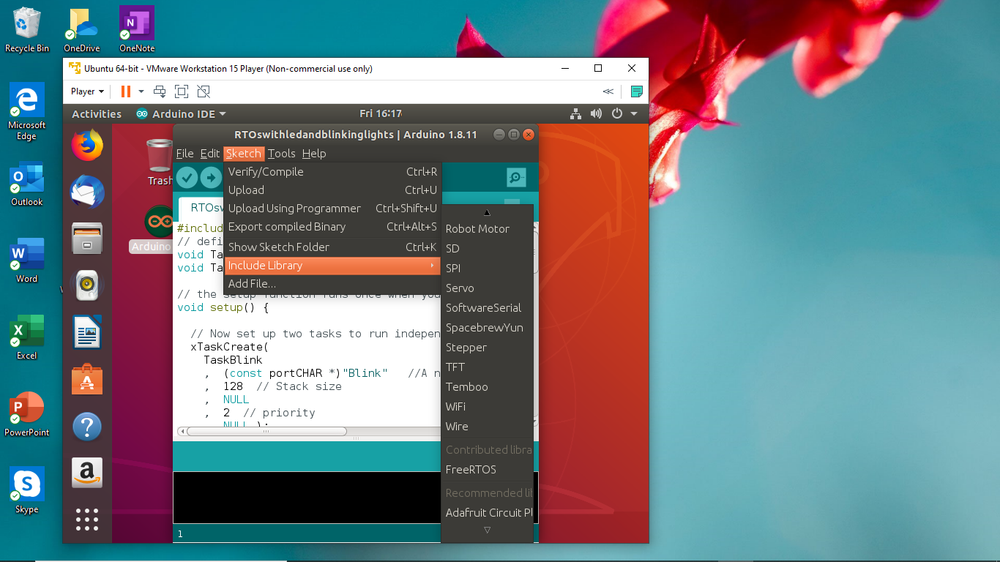 Recycle Bin
OneDrive
OneNote
Microsoft
Edge
Outlook
Word
Excel
PowerPoint
Skype
Ubuntu 64-bit - VMware Workstation 15 Player (Non-commercial use only)
Player
Activities
Arduino IDE
Fri 16:17
Trash
Arduino
RTOswithledandblinkinglights | Arduino 1.8.11
File Edit Sketch Tools Help
Verify/Compile Ctrl+R
Upload Ctrl+U
Upload Using Programmer Ctrl+Shift+U
Export compiled Binary Ctrl+Alt+S
Show Sketch Folder Ctrl+K
Include Library
Add File...
RTOsw
#includ
// defi
void Ta
void Ta
// the setup function runs once when you
void setup() {
// Now set up two tasks to run indepen
xTaskCreate(
TaskBlink
, (const portCHAR *)"Blink" //A n
, 128 // Stack size
, NULL
, 2 // priority
, NULL );
1
Robot Motor
SD
SPI
Servo
SoftwareSerial
SpacebrewYun
Stepper
TFT
Temboo
WiFi
Wire
Contributed libra
FreeRTOS
Recommended lib
Adafruit Circuit Pl